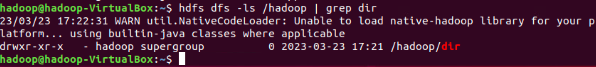 hadoop@hadoop-VirtualBox:~$ hdfs dfs -ls /hadoop | grep dir
23/03/23 17:22:31 WARN util.NativeCodeLoader: Unable to load native-hadoop library for your p
latform... using builtin-java classes where applicable
drwxr-xr-x   - hadoop supergroup          0 2023-03-23 17:21 /hadoop/dir
hadoop@hadoop-VirtualBox:~$